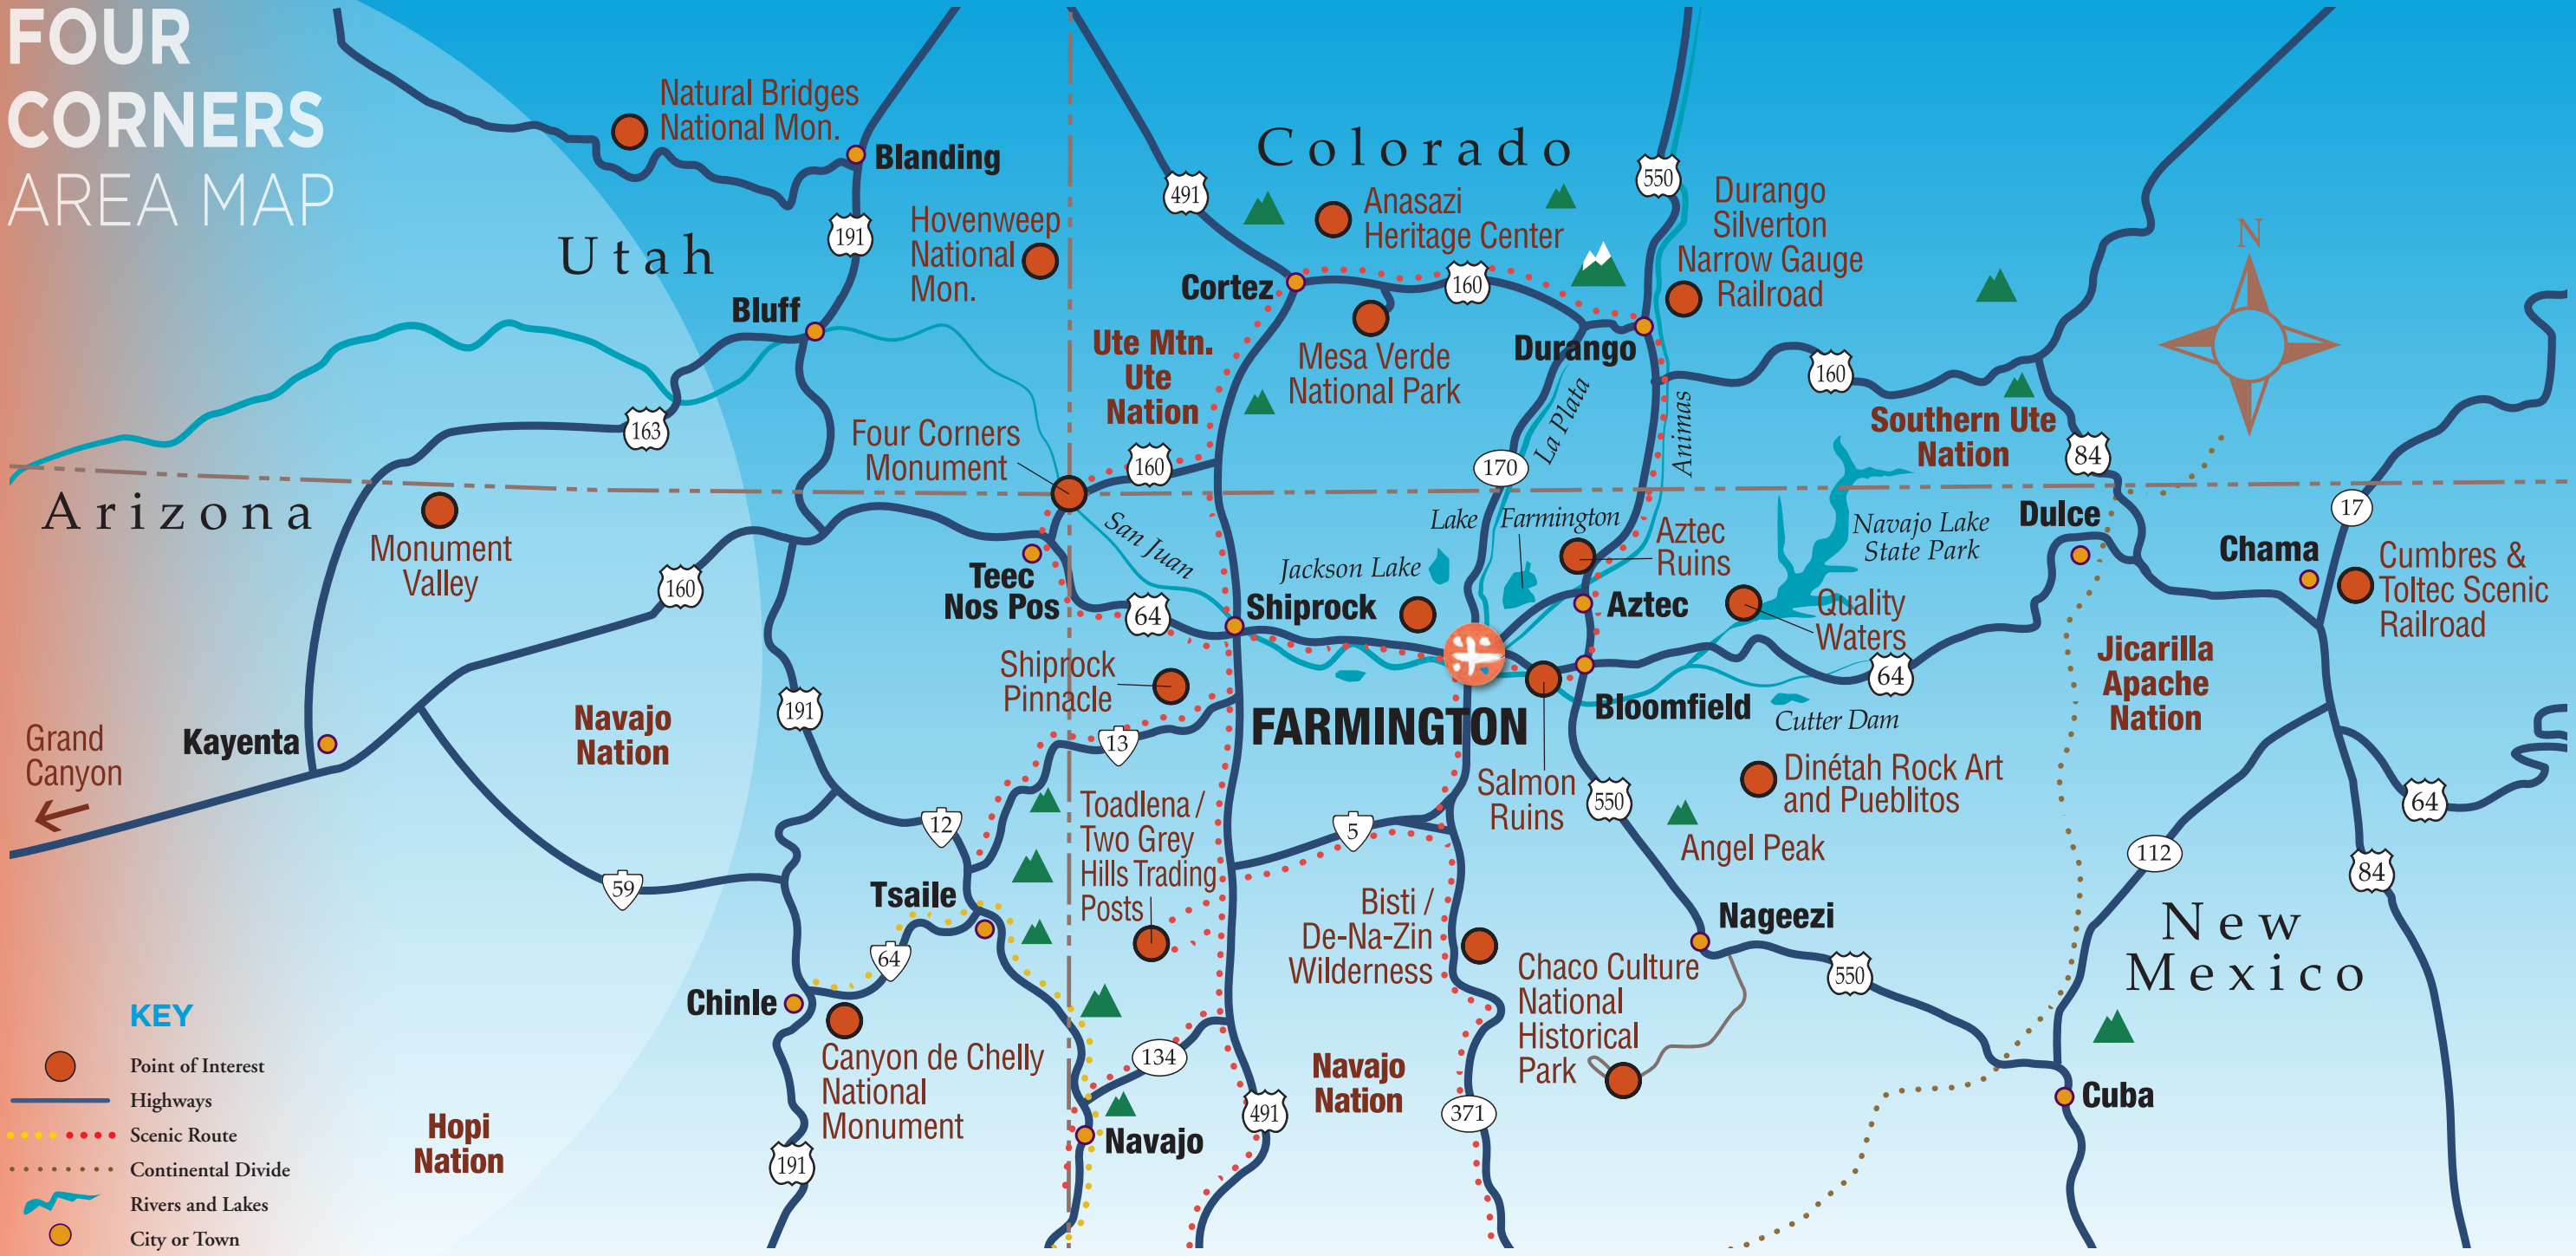 FOUR
CORNERS
AREA MAP
Natural Bridges
National Mon.
Blanding
191
Hovenweep
National
Mon.
Utah
Bluff
163
Colorado
491
Anasazi
Heritage Center
550
Durango
Silverton
Narrow Gauge
Railroad
N
Cortez
160
Mesa Verde
National Park
Durango
Ute Mtn.
Ute
Nation
La Plata
Animas
160
Southern Ute
Nation
84
Four Corners
Monument
160
170
Arizona
Monument
Valley
160
Teec
Nos Pos
San Juan
64
Shiprock
Jackson Lake
Lake Farmington
Aztec
Ruins
Aztec
Navajo Lake
State Park
Quality
Waters
Dulce
Chama
17
Cumbres &
Toltec Scenic
Railroad
Jicarilla
Apache
Nation
64
Shiprock
Pinnacle
13
FARMINGTON
Bloomfield
Cutter Dam
Salmon
Ruins
550
Dinétah Rock Art
and Pueblitos
Angel Peak
Grand
Canyon
Kayenta
Navajo
Nation
191
12
59
Tsaile
64
Toadlena /
Two Grey
Hills Trading
Posts
5
Bisti /
De-Na-Zin
Wilderness
Nageezi
550
Chaco Culture
National
Historical
Park
112
64
84
New
Mexico
Chinle
Canyon de Chelly
National
Monument
134
Navajo
Nation
491
371
Cuba
Navajo
191
Hopi
Nation
KEY
Point of Interest
Highways
Scenic Route
Continental Divide
Rivers and Lakes
City or Town